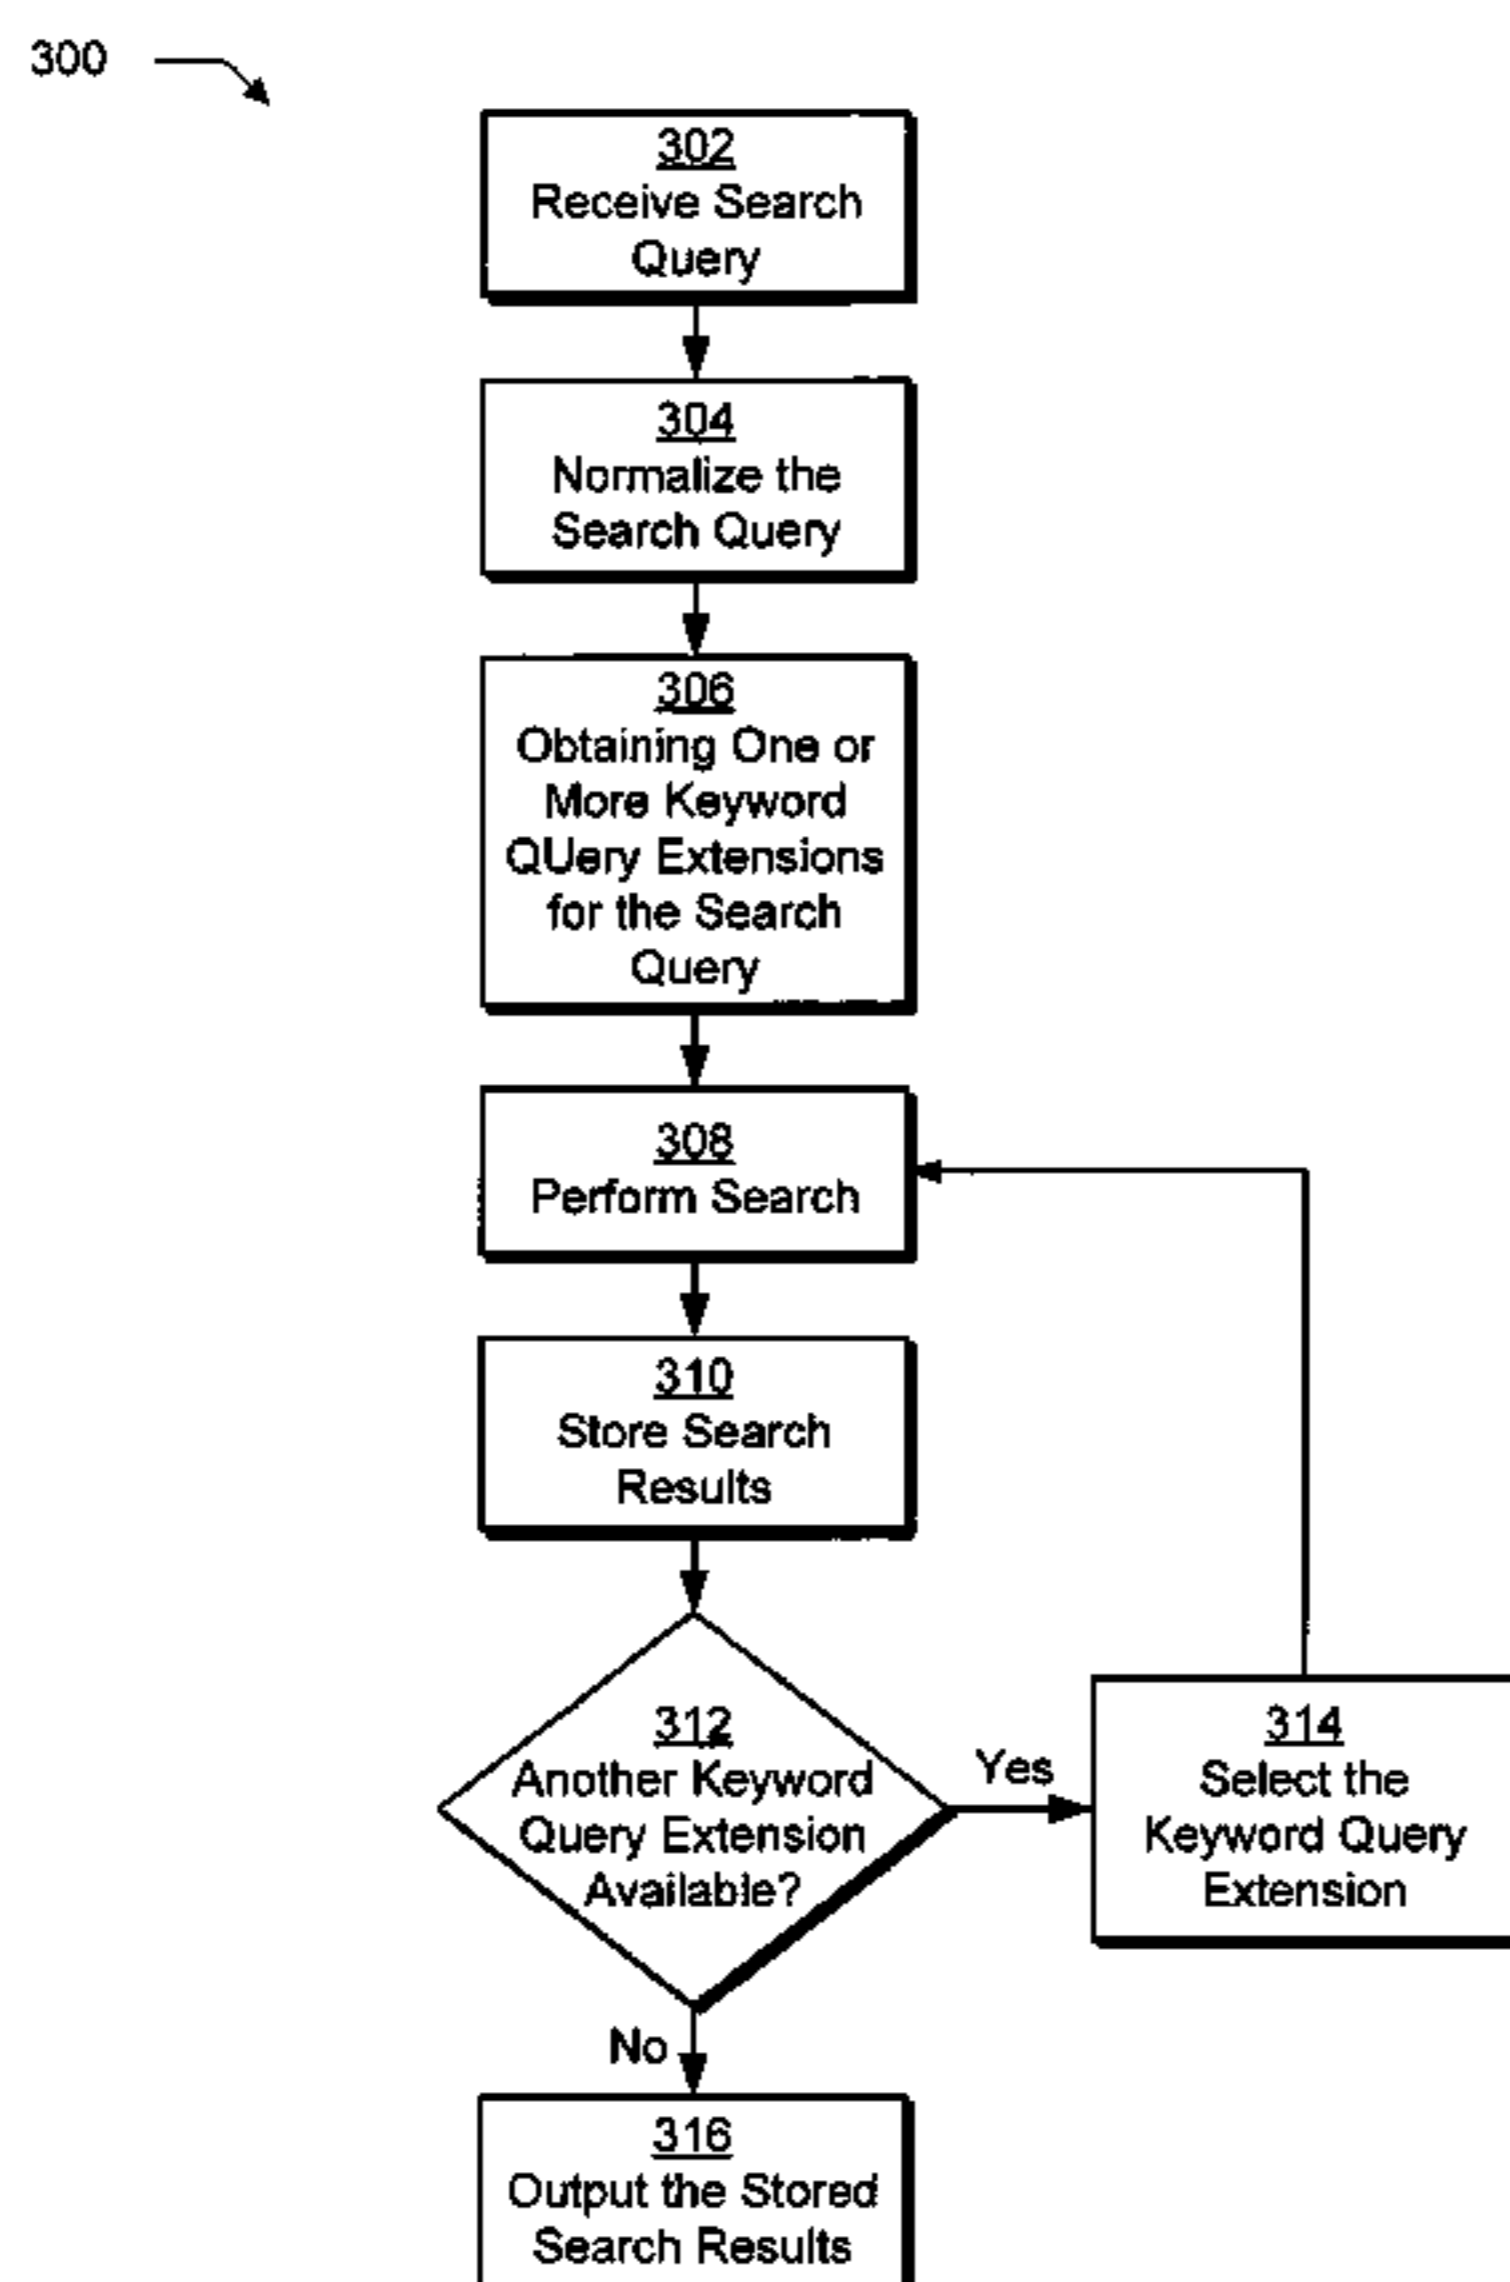 300
302
Receive Search
Query
304
Normalize the
Search Query
306
Obtaining One or
More Keyword
QUery Extensions
for the Search
Query
308
Perform Search
310
Store Search
Results
312
Another Keyword
Query Extension
Available?
Yes
314
Select the
Keyword Query
Extension
No
316
Output the Stored
Search Results